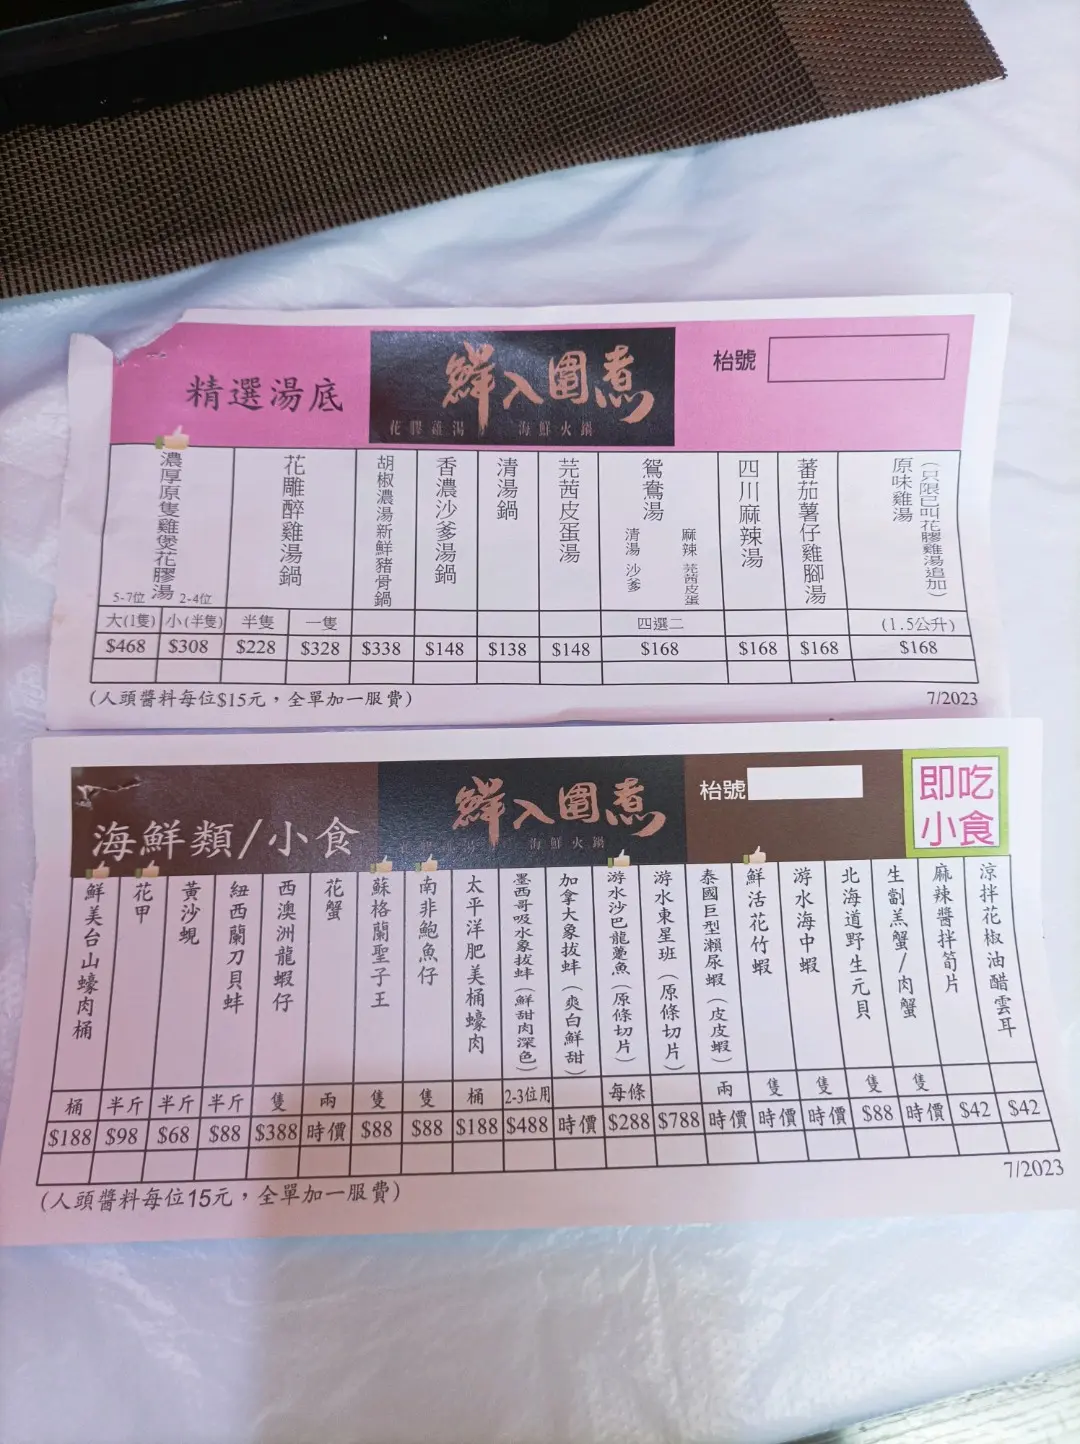 精選湯底
鮮入圍煮
花膠雞湯 海鮮火鍋
枱號
濃厚原隻雞煲花膠湯
5-7位 2-4位
花雕醉雞湯鍋
胡椒濃湯新鮮豬骨鍋
香濃沙爹湯鍋
清湯鍋
芫茜皮蛋湯
鴛鴦湯
清湯 沙爹
麻辣 芫茜皮蛋
四川麻辣湯
蕃茄薯仔雞腳湯
原味雞湯
（只限已叫花膠雞湯追加）
大(1隻) 小(半隻) 半隻 一隻 四選二 (1.5公升)
$468 $308 $228 $328 $338 $148 $138 $148 $168 $168 $168 $168
(人頭醬料每位$15元，全單加一服費)
7/2023
海鮮類/小食
鮮入圍煮
海鮮火鍋
枱號
即吃
小食
鮮美台山蠔肉桶
花甲
黃沙蜆
紐西蘭刀貝蚌
西澳洲龍蝦仔
花蟹
蘇格蘭聖子王
南非鮑魚仔
太平洋肥美桶蠔肉
墨西哥吸水象拔蚌（鮮甜肉深色）
加拿大象拔蚌（爽白鮮甜）
游水沙巴龍躉魚（原條切片）
游水東星班（原條切片）
泰國巨型瀨尿蝦（皮皮蝦）
鮮活花竹蝦
游水海中蝦
北海道野生元貝
生劏羔蟹/肉蟹
麻辣醬拌筍片
涼拌花椒油醋雲耳
桶 半斤 半斤 半斤 隻 兩 隻 隻 桶 2-3位用 每條 兩 隻 隻 隻 隻
$188 $98 $68 $88 $388 時價 $88 $88 $188 $488 時價 $288 $788 時價 時價 時價 $88 時價 $42 $42
(人頭醬料每位15元，全單加一服費)
7/2023